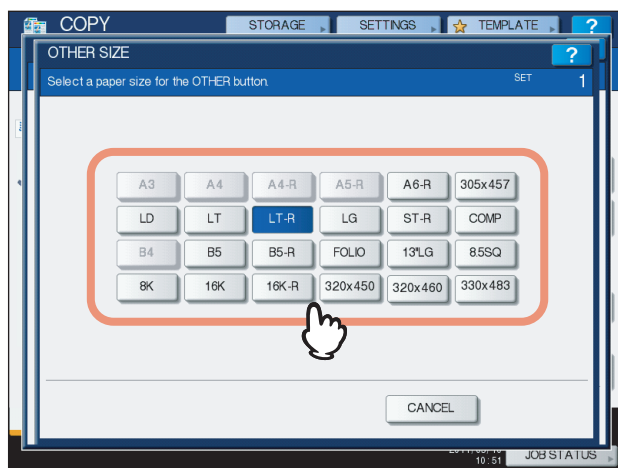 COPY STORAGE SETTINGS TEMPLATE ?
OTHER SIZE ?
Select a paper size for the OTHER button. SET 1
A3 A4 A4-R A5-R A6-R 305x457
LD LT LT-R LG ST-R COMP
B4 B5 B5-R FOLIO 13"LG 8.5SQ
8K 16K 16K-R 320x450 320x460 330x483
CANCEL
10:51 JOB STATUS